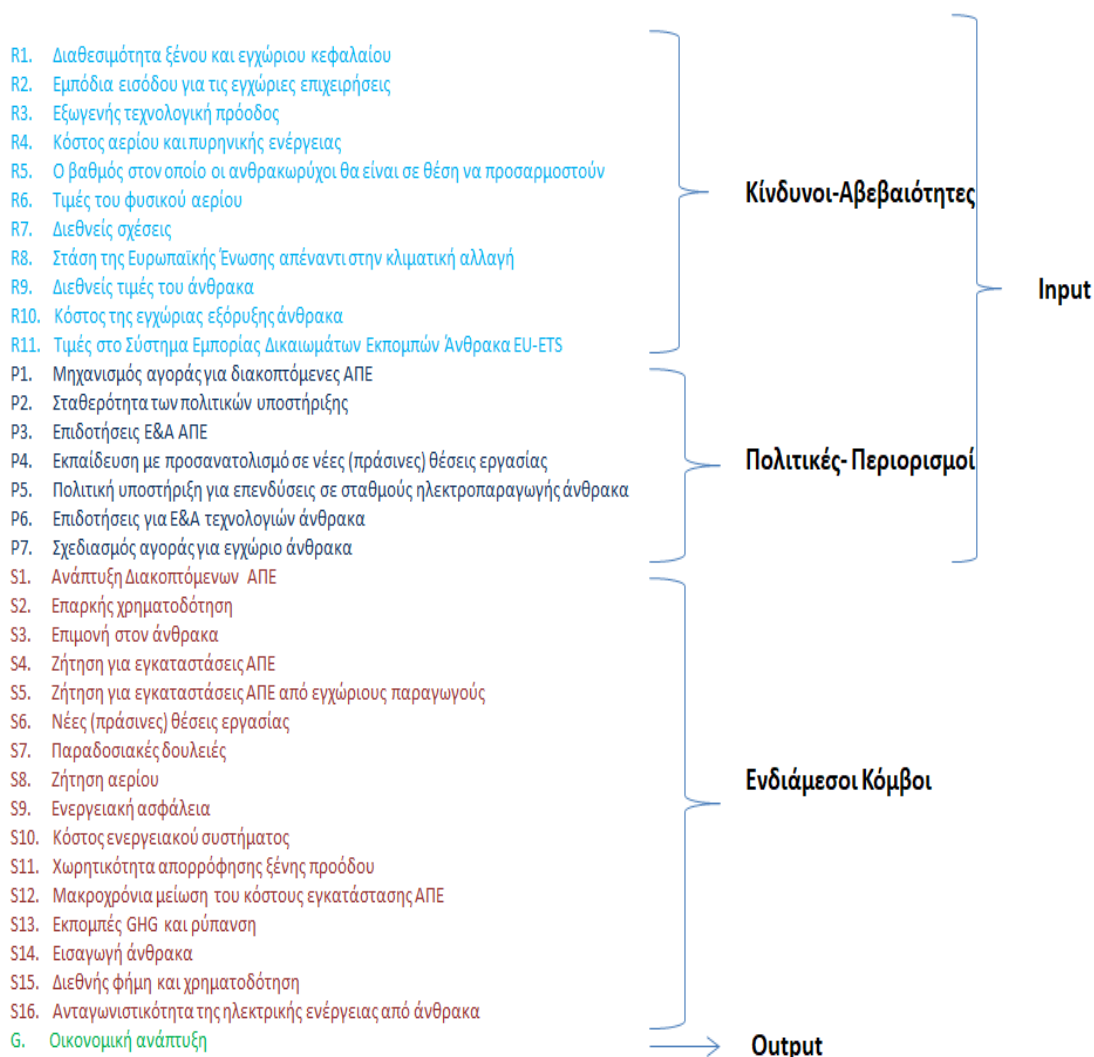 R1. Διαθεσιμότητα ξένου και εγχώριου κεφαλαίου
R2. Εμπόδια εισόδου για τις εγχώριες επιχειρήσεις
R3. Εξωγενής τεχνολογική πρόοδος
R4. Κόστος αερίου και πυρηνικής ενέργειας
R5. Ο βαθμός στον οποίο οι ανθρακωρύχοι θα είναι σε θέση να προσαρμοστούν
R6. Τιμές του φυσικού αερίου
R7. Διεθνείς σχέσεις
R8. Στάση της Ευρωπαϊκής Ένωσης απέναντι στην κλιματική αλλαγή
R9. Διεθνείς τιμές του άνθρακα
R10. Κόστος της εγχώριας εξόρυξης άνθρακα
R11. Τιμές στο Σύστημα Εμπορίας Δικαιωμάτων Εκπομπών Άνθρακα EU-ETS
Κίνδυνοι-Αβεβαιότητες
Input
P1. Μηχανισμός αγοράς για διακοπτόμενες ΑΠΕ
P2. Σταθερότητα των πολιτικών υποστήριξης
P3. Επιδοτήσεις Ε&Α ΑΠΕ
P4. Εκπαίδευση με προσανατολισμό σε νέες (πράσινες) θέσεις εργασίας
P5. Πολιτική υποστήριξη για επενδύσεις σε σταθμούς ηλεκτροπαραγωγής άνθρακα
P6. Επιδοτήσεις για Ε&Α τεχνολογιών άνθρακα
P7. Σχεδιασμός αγοράς για εγχώριο άνθρακα
Πολιτικές- Περιορισμοί
S1. Ανάπτυξη Διακοπτόμενων ΑΠΕ
S2. Επαρκής χρηματοδότηση
S3. Επιμονή στον άνθρακα
S4. Ζήτηση για εγκαταστάσεις ΑΠΕ
S5. Ζήτηση για εγκαταστάσεις ΑΠΕ από εγχώριους παραγωγούς
S6. Νέες (πράσινες) θέσεις εργασίας
S7. Παραδοσιακές δουλειές
S8. Ζήτηση αερίου
S9. Ενεργειακή ασφάλεια
S10. Κόστος ενεργειακού συστήματος
S11. Χωρητικότητα απορρόφησης ξένης προόδου
S12. Μακροχρόνια μείωση του κόστους εγκατάστασης ΑΠΕ
S13. Εκπομπές GHG και ρύπανση
S14. Εισαγωγή άνθρακα
S15. Διεθνής φήμη και χρηματοδότηση
S16. Ανταγωνιστικότητα της ηλεκτρικής ενέργειας από άνθρακα
Ενδιάμεσοι Κόμβοι
G. Οικονομική ανάπτυξη
Output